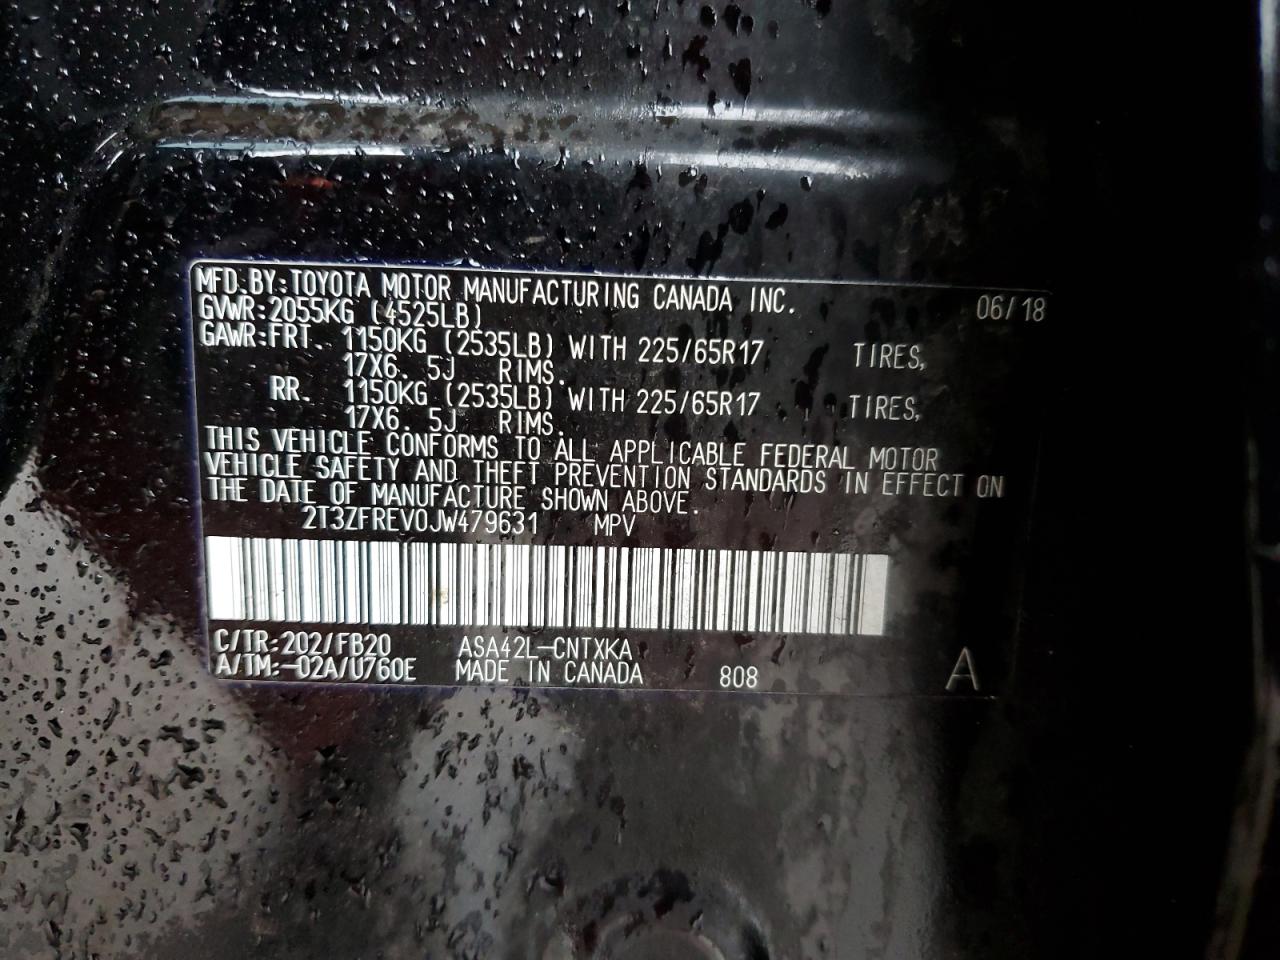 MFD.BY:TOYOTA MOTOR MANUFACTURING CANADA INC. 06/18
GVWR:2055KG (4525LB)
GAWR:FRT. 1150KG (2535LB) WITH 225/65R17 TIRES,
17X6. 5J RIMS.
RR. 1150KG (2535LB) WITH 225/65R17 TIRES,
17X6. 5J RIMS.
THIS VEHICLE CONFORMS TO ALL APPLICABLE FEDERAL MOTOR
VEHICLE SAFETY AND THEFT PREVENTION STANDARDS IN EFFECT ON
THE DATE OF MANUFACTURE SHOWN ABOVE.
2T3ZFREV0JW479631 MPV
C/TR:202/FB20 ASA42L-CNTXKA
A/TM:-02A/U760E MADE IN CANADA 808 A